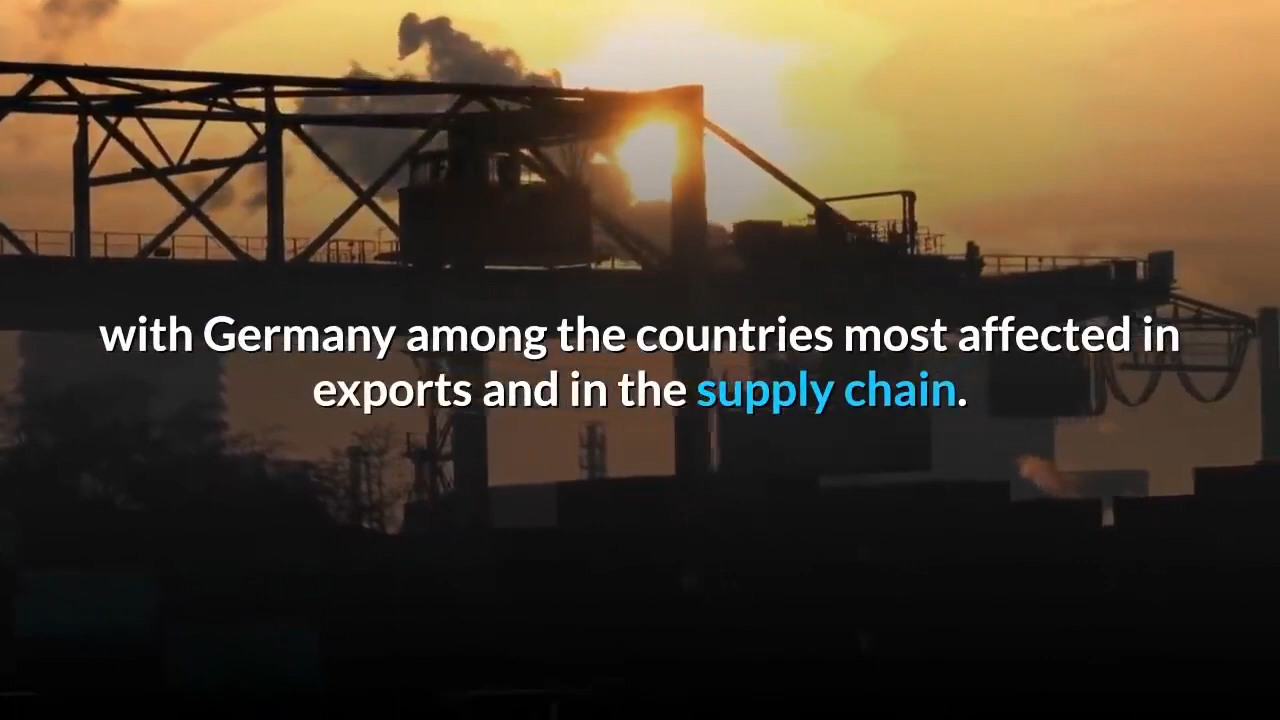 with Germany among the countries most affected in
exports and in the supply chain.